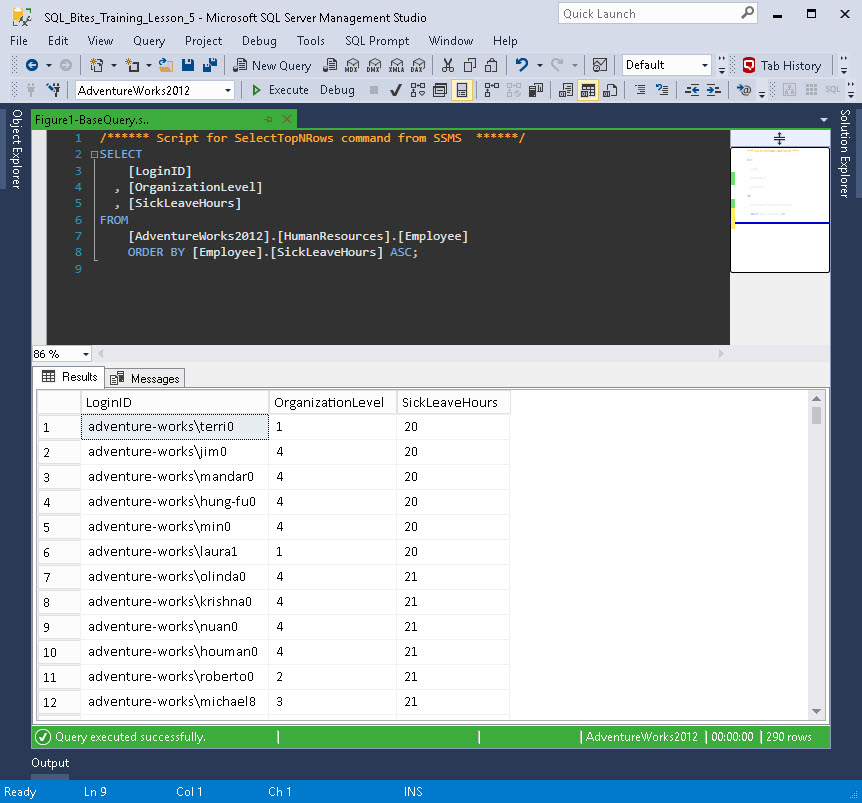 SQL_Bites_Training_Lesson_5 - Microsoft SQL Server Management Studio
Quick Launch
File Edit View Query Project Debug Tools SQL Prompt Window Help
New Query MDX DMX XMLA DAX Default Tab History
AdventureWorks2012 Execute Debug SQL
Object Explorer
Solution Explorer
Figure1-BaseQuery.s...
1 /****** Script for SelectTopNRows command from SSMS ******/
2 SELECT
3 [LoginID]
4 , [OrganizationLevel]
5 , [SickLeaveHours]
6 FROM
7 [AdventureWorks2012].[HumanResources].[Employee]
8 ORDER BY [Employee].[SickLeaveHours] ASC;
9
86 %
Results Messages
LoginID OrganizationLevel SickLeaveHours
1 adventure-works\terri0 1 20
2 adventure-works\jim0 4 20
3 adventure-works\mandar0 4 20
4 adventure-works\hung-fu0 4 20
5 adventure-works\min0 4 20
6 adventure-works\laura1 1 20
7 adventure-works\olinda0 4 21
8 adventure-works\krishna0 4 21
9 adventure-works\nuan0 4 21
10 adventure-works\houman0 4 21
11 adventure-works\roberto0 2 21
12 adventure-works\michael8 3 21
Query executed successfully. | | | AdventureWorks2012 | 00:00:00 | 290 rows
Output
Ready Ln 9 Col 1 Ch 1 INS